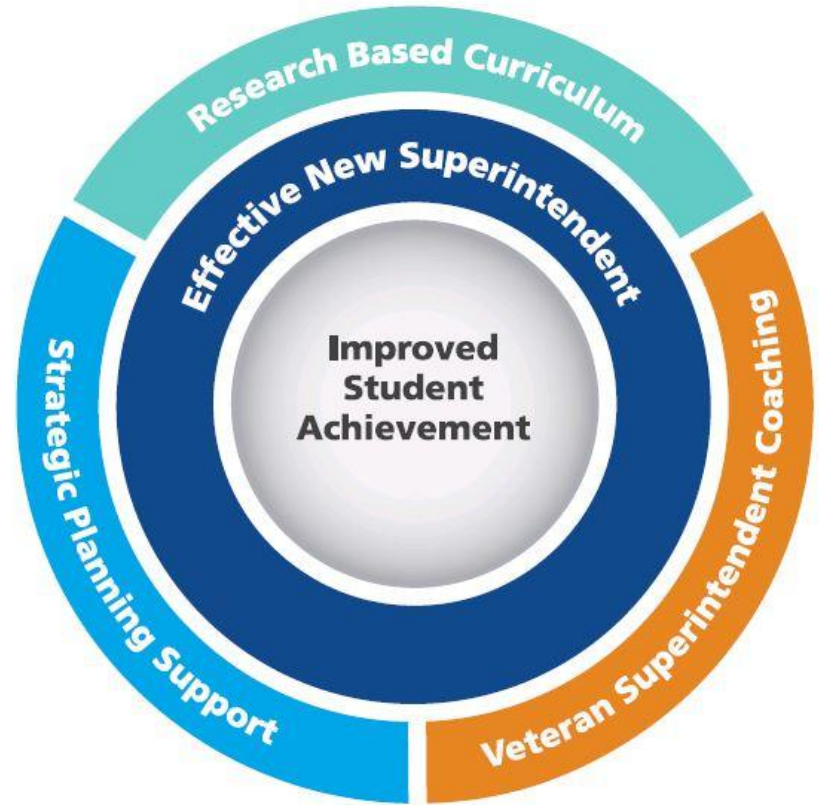 Research Based Curriculum
Effective New Superintendent
Improved
Student
Achievement
Strategic Planning Support
Veteran Superintendent Coaching